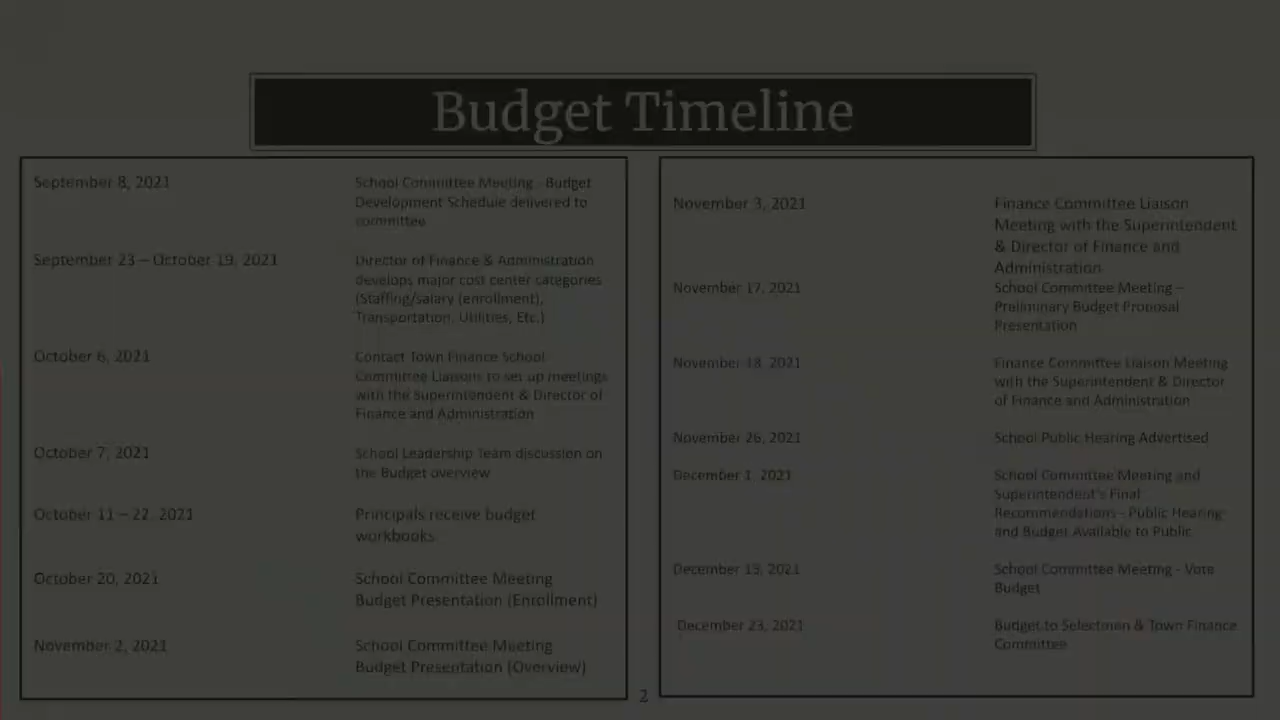 Budget Timeline
September 8, 2021
School Committee Meeting - Budget
Development Schedule delivered to
committee
September 23 – October 19, 2021
Director of Finance & Administration
develops major cost center categories
(Staffing/salary (enrollment),
Transportation, Utilities, Etc.)
October 6, 2021
Contact Town Finance School
Committee Liaisons to set up meetings
with the Superintendent & Director of
Finance and Administration
October 7, 2021
School Leadership Team discussion on
the Budget overview
October 11 – 22, 2021
Principals receive budget
workbooks
October 20, 2021
School Committee Meeting
Budget Presentation (Enrollment)
November 2, 2021
School Committee Meeting
Budget Presentation (Overview)
November 3, 2021
Finance Committee Liaison
Meeting with the Superintendent
& Director of Finance and
Administration
November 17, 2021
School Committee Meeting –
Preliminary Budget Proposal
Presentation
November 18, 2021
Finance Committee Liaison Meeting
with the Superintendent & Director
of Finance and Administration
November 26, 2021
School Public Hearing Advertised
December 1, 2021
School Committee Meeting and
Superintendent's Final
Recommendations - Public Hearing
and Budget Available to Public
December 15, 2021
School Committee Meeting - Vote
Budget
December 23, 2021
Budget to Selectmen & Town Finance
Committee
2